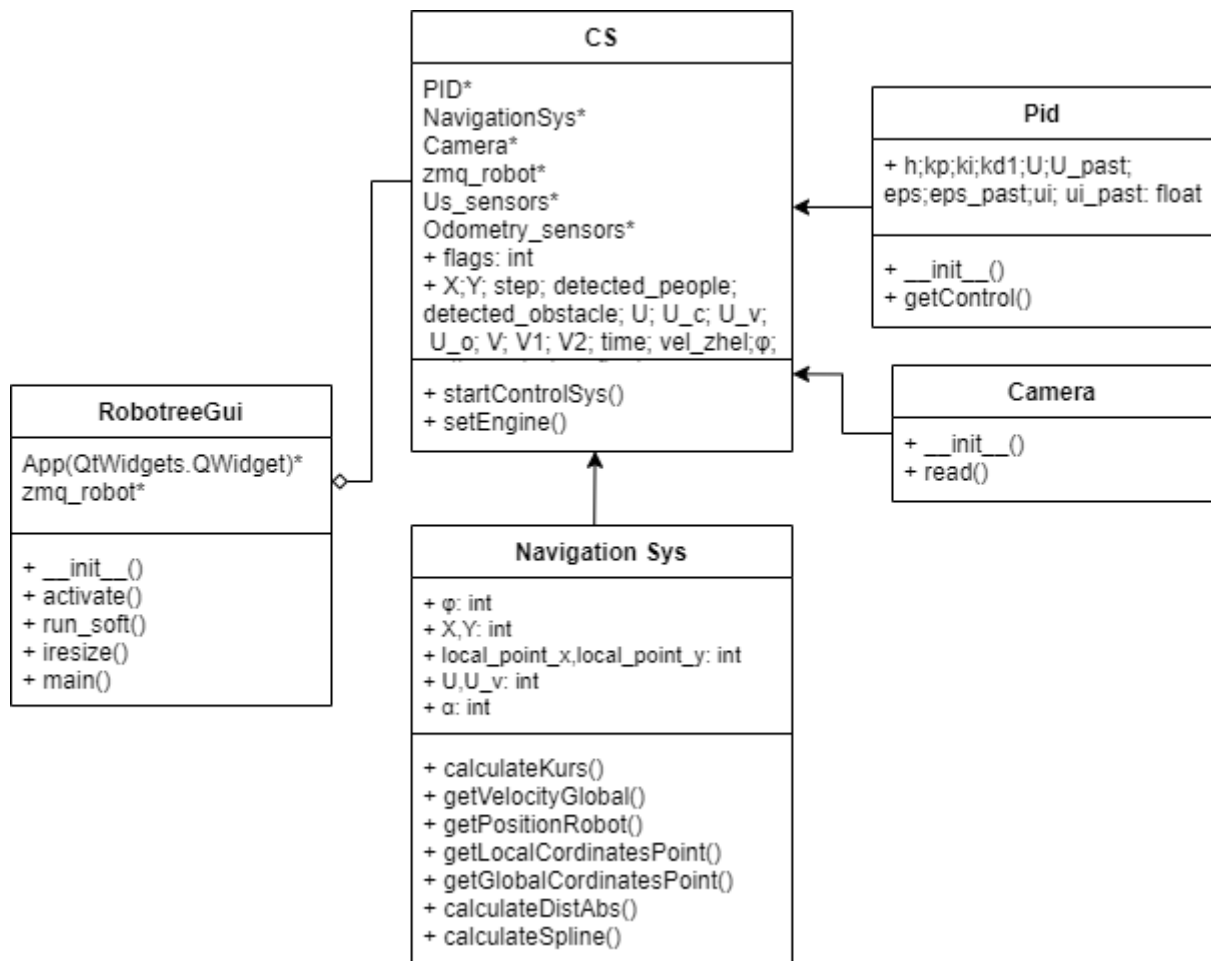 CS
PID*
NavigationSys*
Camera*
zmq_robot*
Us_sensors*
Odometry_sensors*
+ flags: int
+ X;Y; step; detected_people;
detected_obstacle; U; U_c; U_v;
U_o; V; V1; V2; time; vel_zhel;φ;
+ startControlSys()
+ setEngine()
Pid
+ h;kp;ki;kd1;U;U_past;
eps;eps_past;ui; ui_past: float
+ __init__()
+ getControl()
Camera
+ __init__()
+ read()
RobotreeGui
App(QtWidgets.QWidget)*
zmq_robot*
+ __init__()
+ activate()
+ run_soft()
+ iresize()
+ main()
Navigation Sys
+ φ: int
+ X,Y: int
+ local_point_x,local_point_y: int
+ U,U_v: int
+ α: int
+ calculateKurs()
+ getVelocityGlobal()
+ getPositionRobot()
+ getLocalCordinatesPoint()
+ getGlobalCordinatesPoint()
+ calculateDistAbs()
+ calculateSpline()